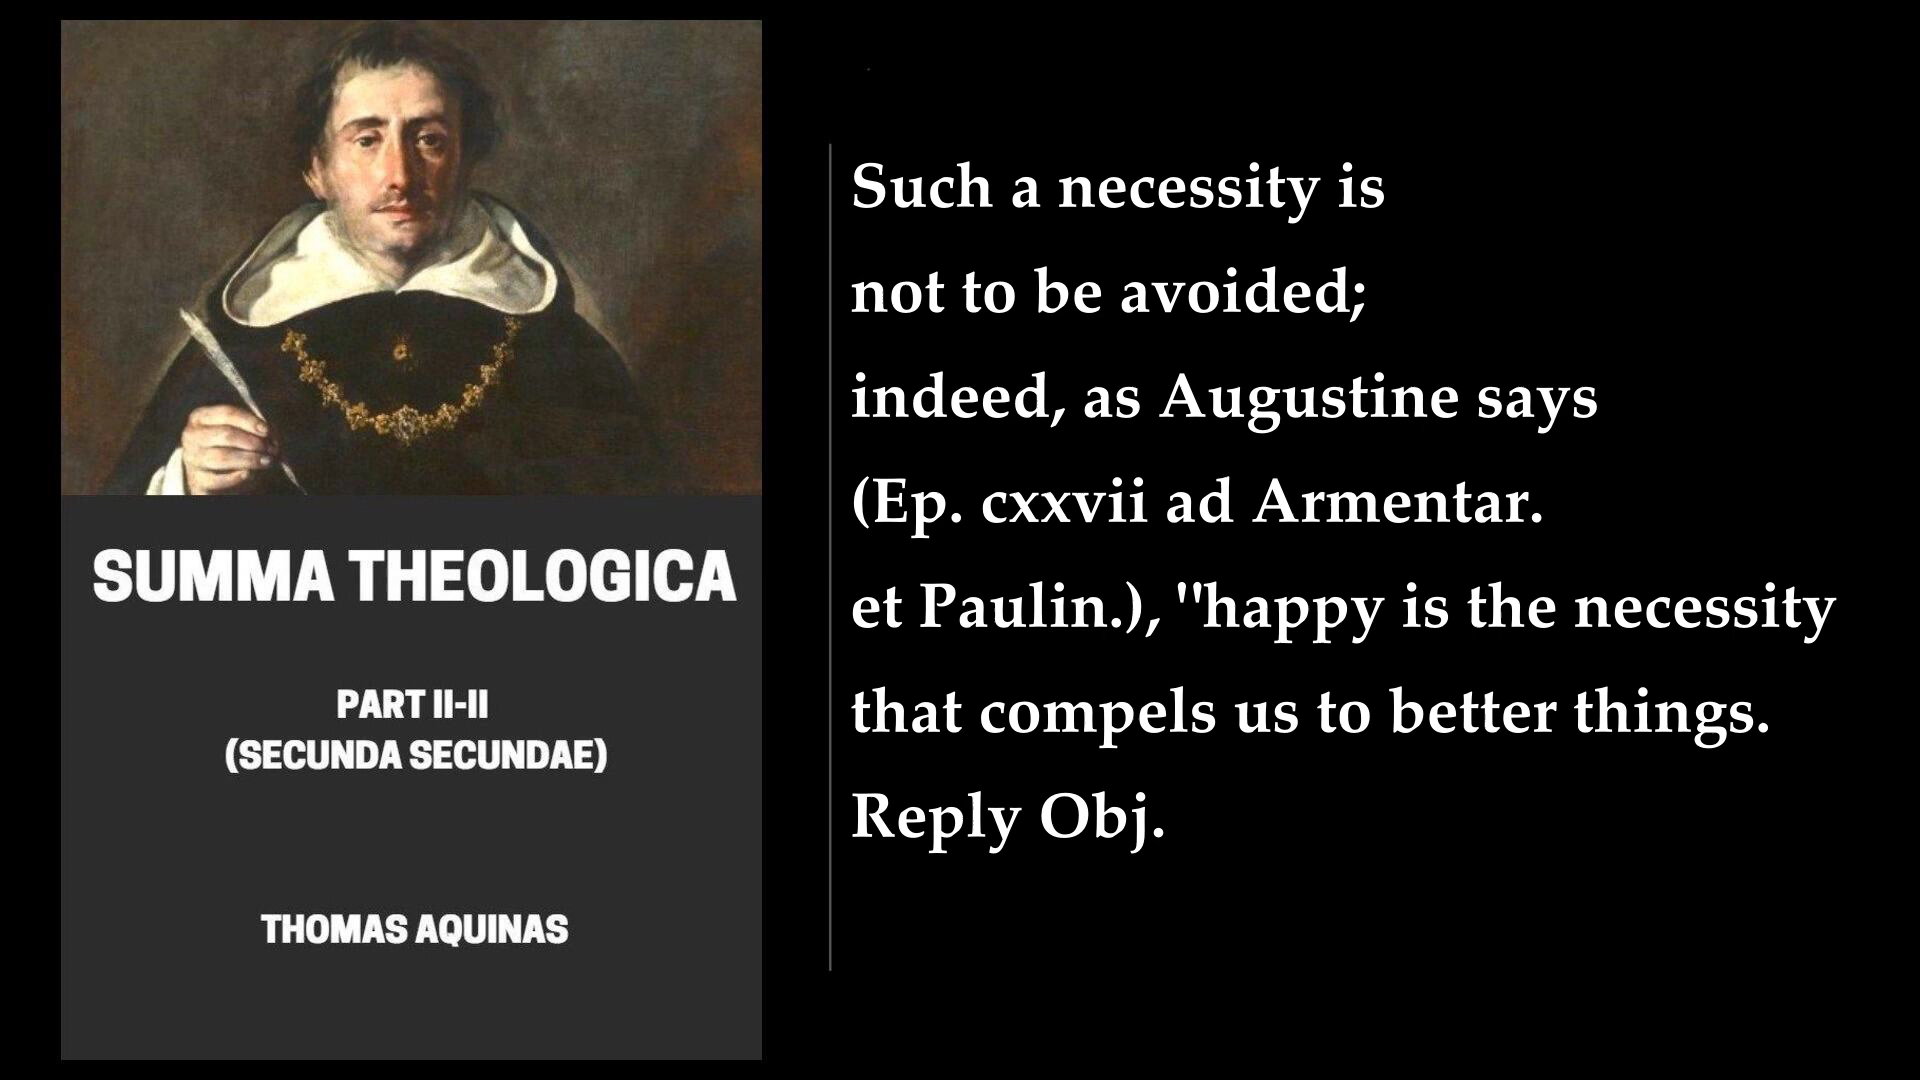 SUMMA THEOLOGICA
PART II-II
(SECUNDA SECUNDAE)
THOMAS AQUINAS
Such a necessity is
not to be avoided;
indeed, as Augustine says
(Ep. cxxvii ad Armentar.
et Paulin.), "happy is the necessity
that compels us to better things.
Reply Obj.